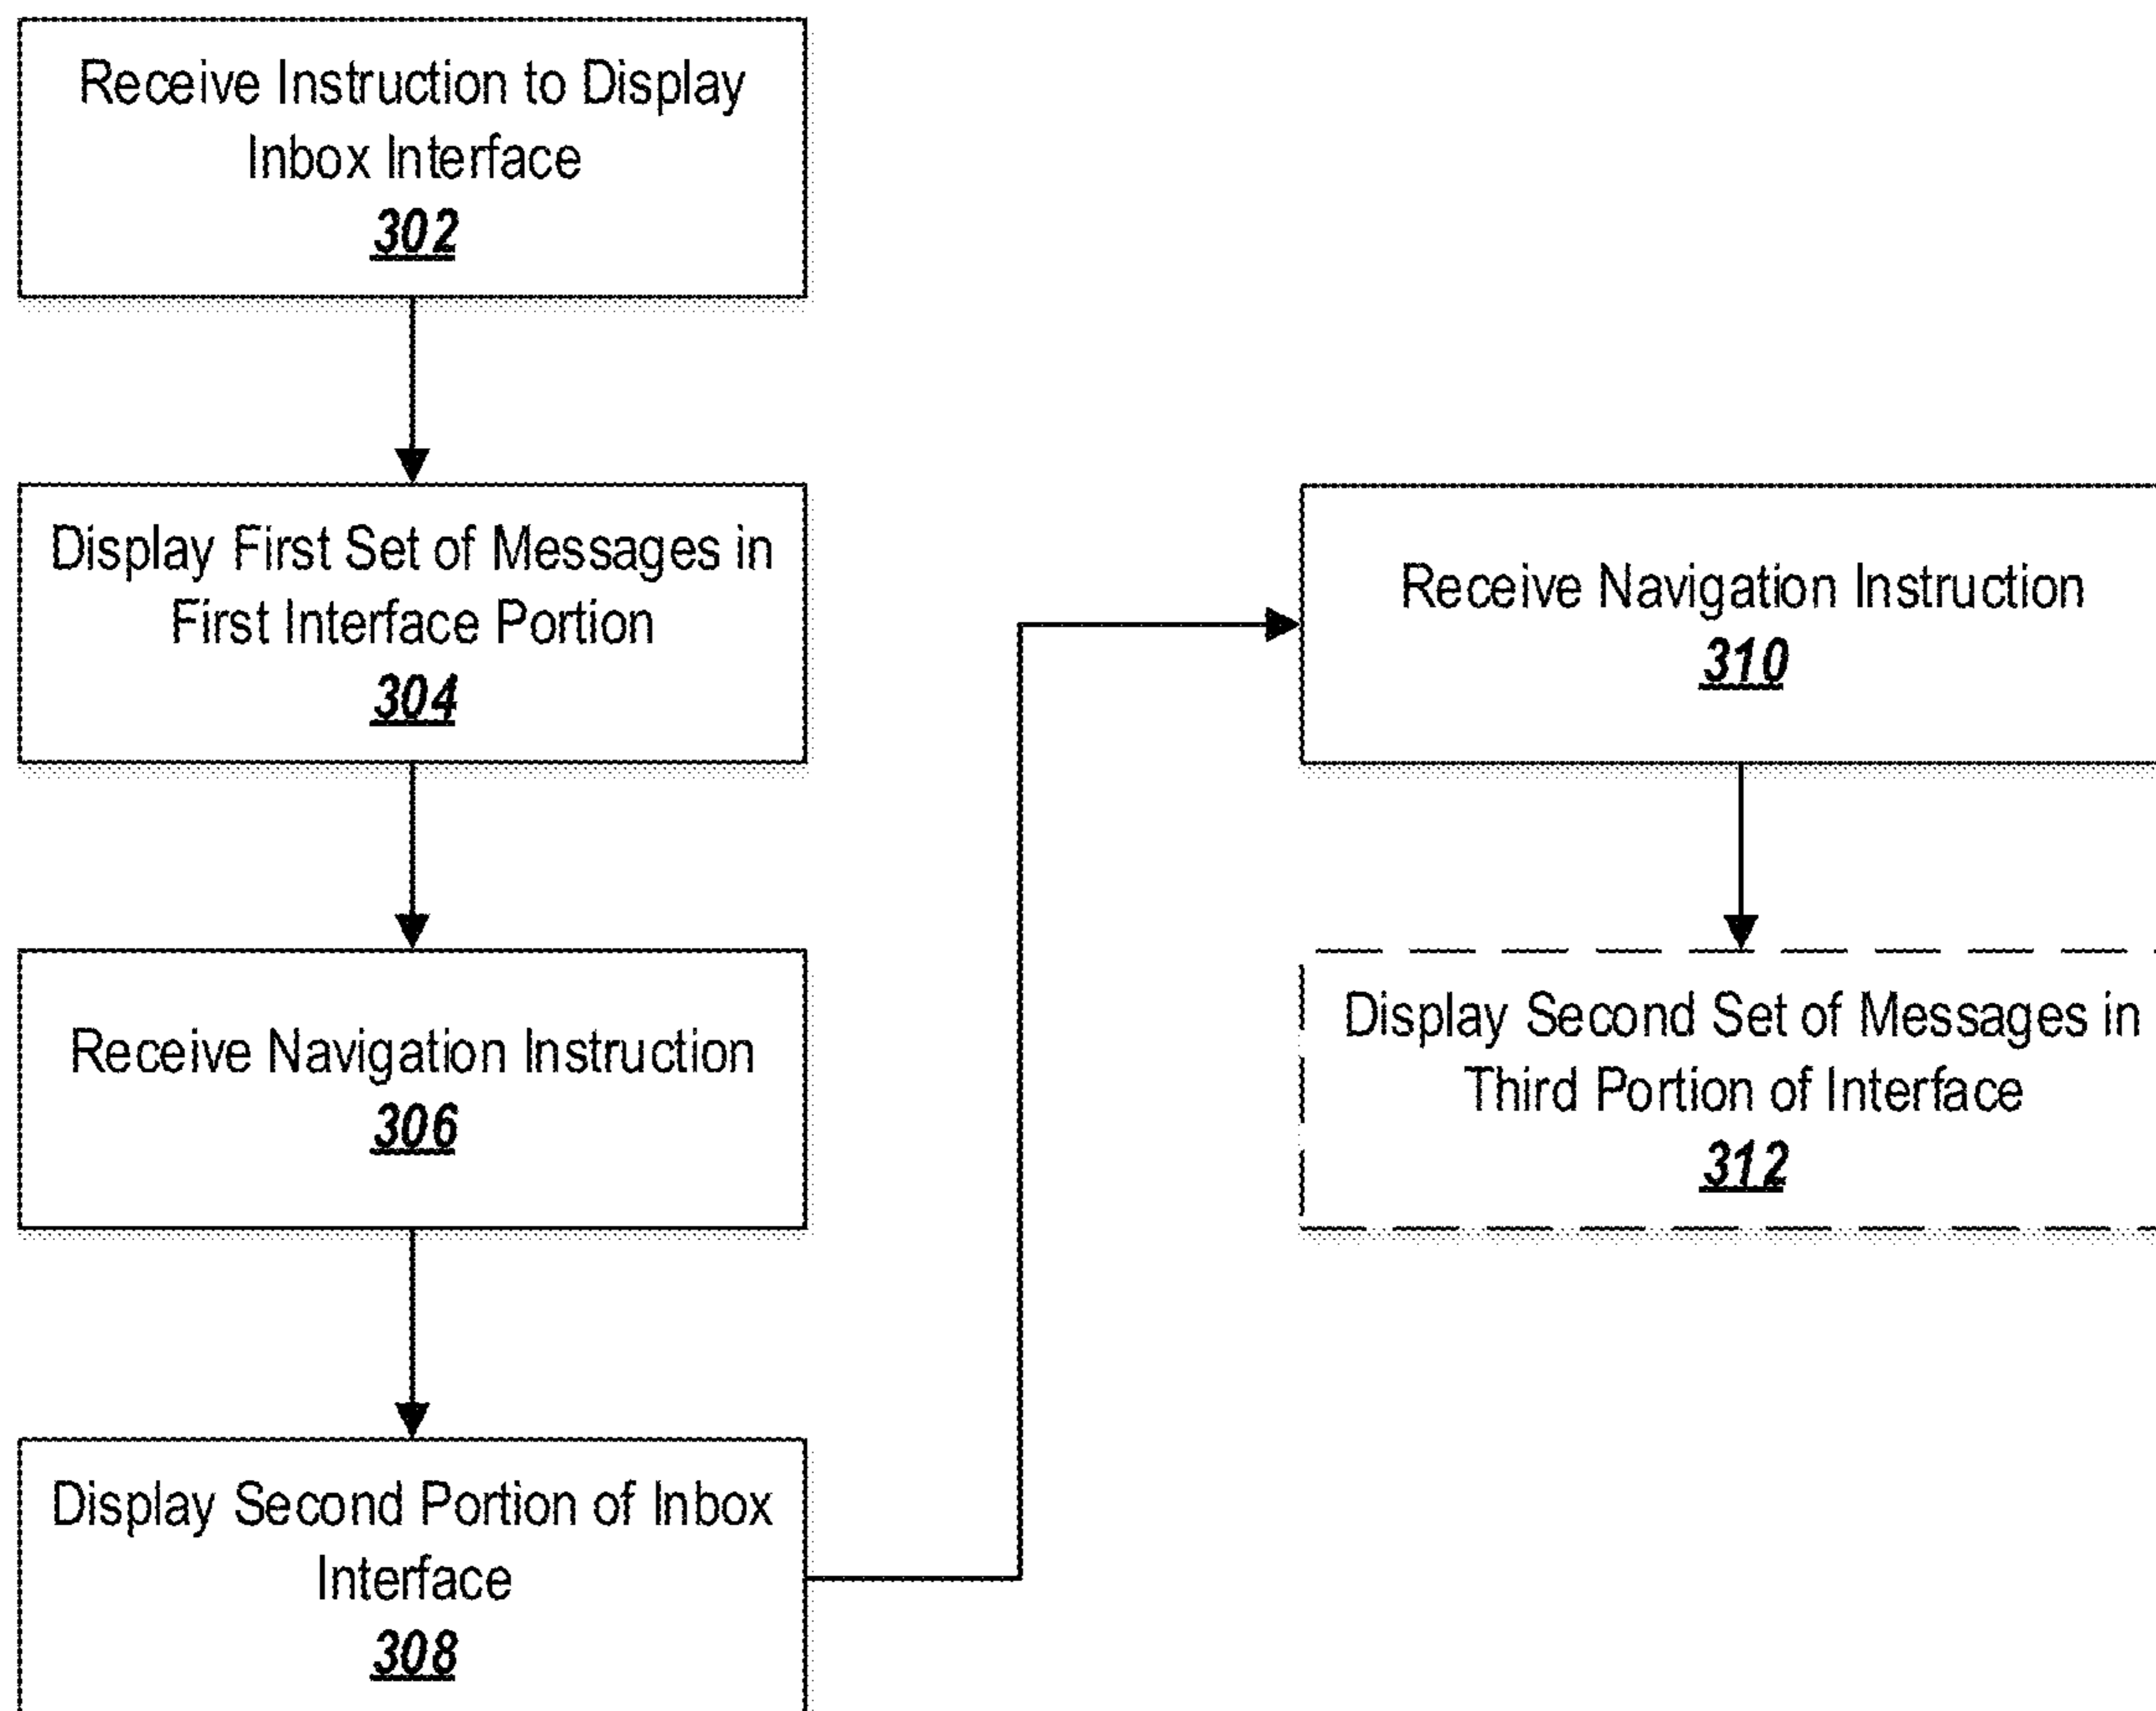 Receive Instruction to Display
Inbox Interface
302
Display First Set of Messages in
First Interface Portion
304
Receive Navigation Instruction
306
Display Second Portion of Inbox
Interface
308
Receive Navigation Instruction
310
Display Second Set of Messages in
Third Portion of Interface
312